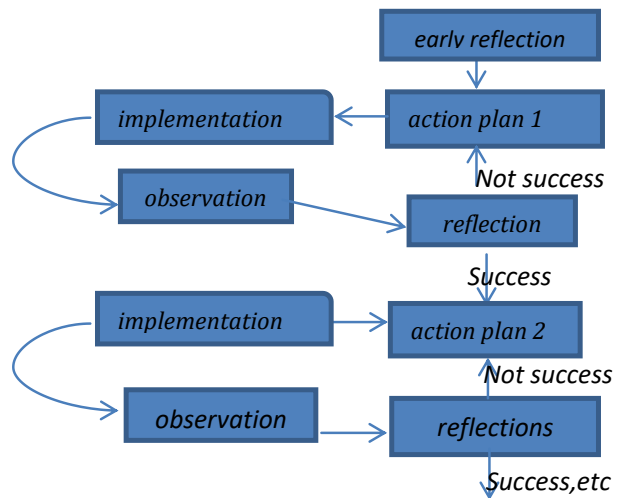 early reflection
implementation
action plan 1
Not success
observation
reflection
Success
implementation
action plan 2
Not success
observation
reflections
Success,etc